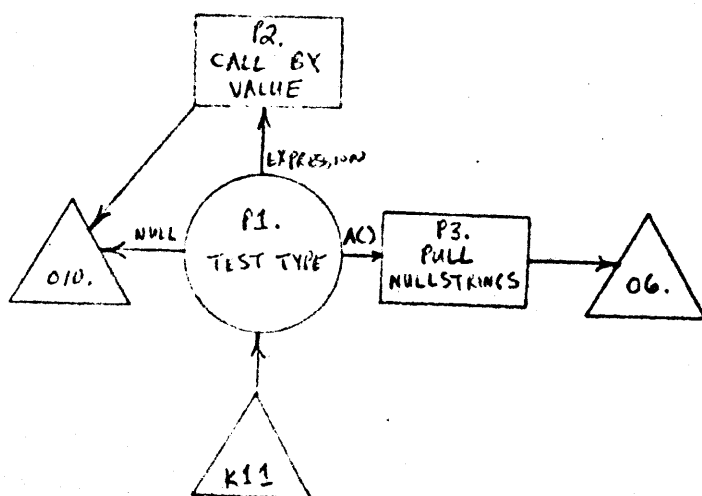 P2.
CALL BY
VALUE
EXPRESSION
NULL
P1.
TEST TYPE
A()
P3.
PULL
NULLSTRINGS
O10.
O6.
K11